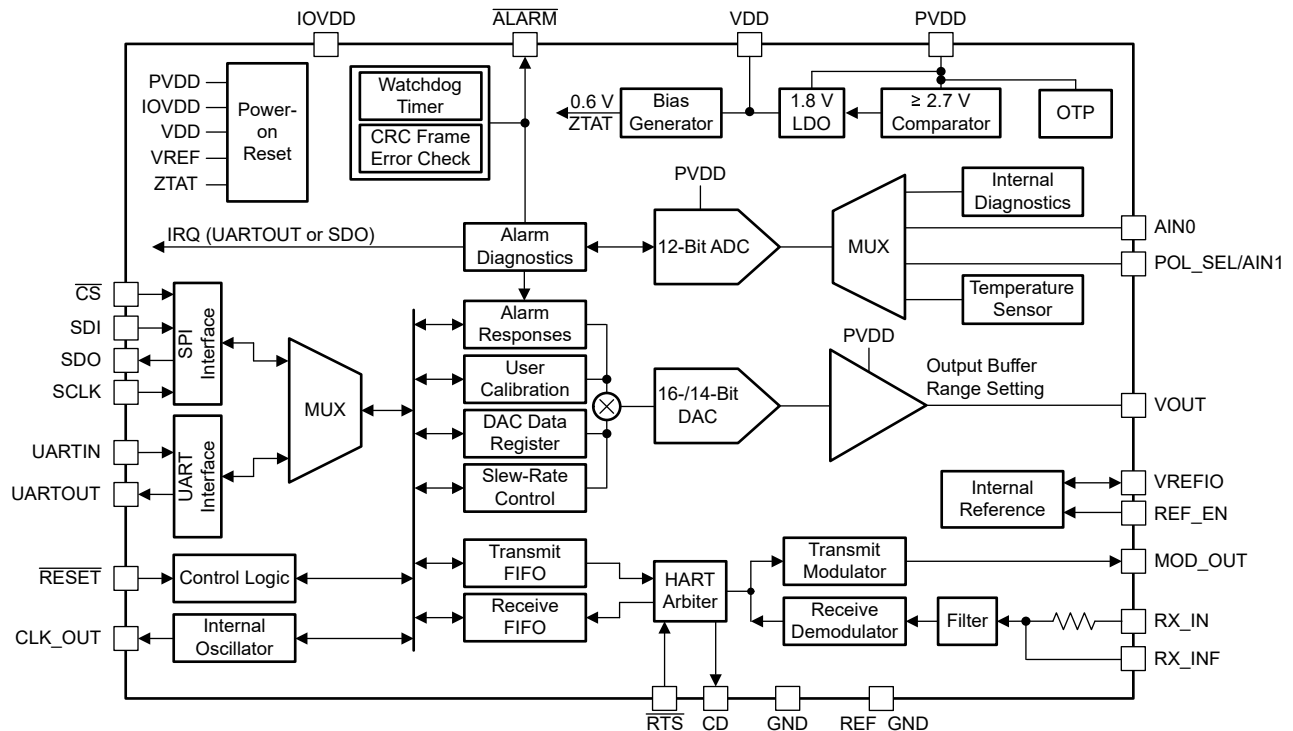 IOVDD
ALARM
VDD
PVDD
PVDD
IOVDD
VDD
VREF
ZTAT
Power-
on
Reset
Watchdog
Timer
CRC Frame
Error Check
0.6 V
ZTAT
Bias
Generator
1.8 V
LDO
≥ 2.7 V
Comparator
OTP
PVDD
IRQ (UARTOUT or SDO)
Alarm
Diagnostics
12-Bit ADC
MUX
Internal
Diagnostics
AIN0
POL_SEL/AIN1
Temperature
Sensor
CS
SDI
SDO
SCLK
SPI
Interface
UARTIN
UARTOUT
UART
Interface
MUX
Alarm
Responses
User
Calibration
DAC Data
Register
Slew-Rate
Control
16-/14-Bit
DAC
PVDD
Output Buffer
Range Setting
VOUT
Internal
Reference
VREFIO
REF_EN
RESET
Control Logic
CLK_OUT
Internal
Oscillator
Transmit
FIFO
Receive
FIFO
HART
Arbiter
Transmit
Modulator
Receive
Demodulator
Filter
MOD_OUT
RX_IN
RX_INF
RTS
CD
GND
REF GND